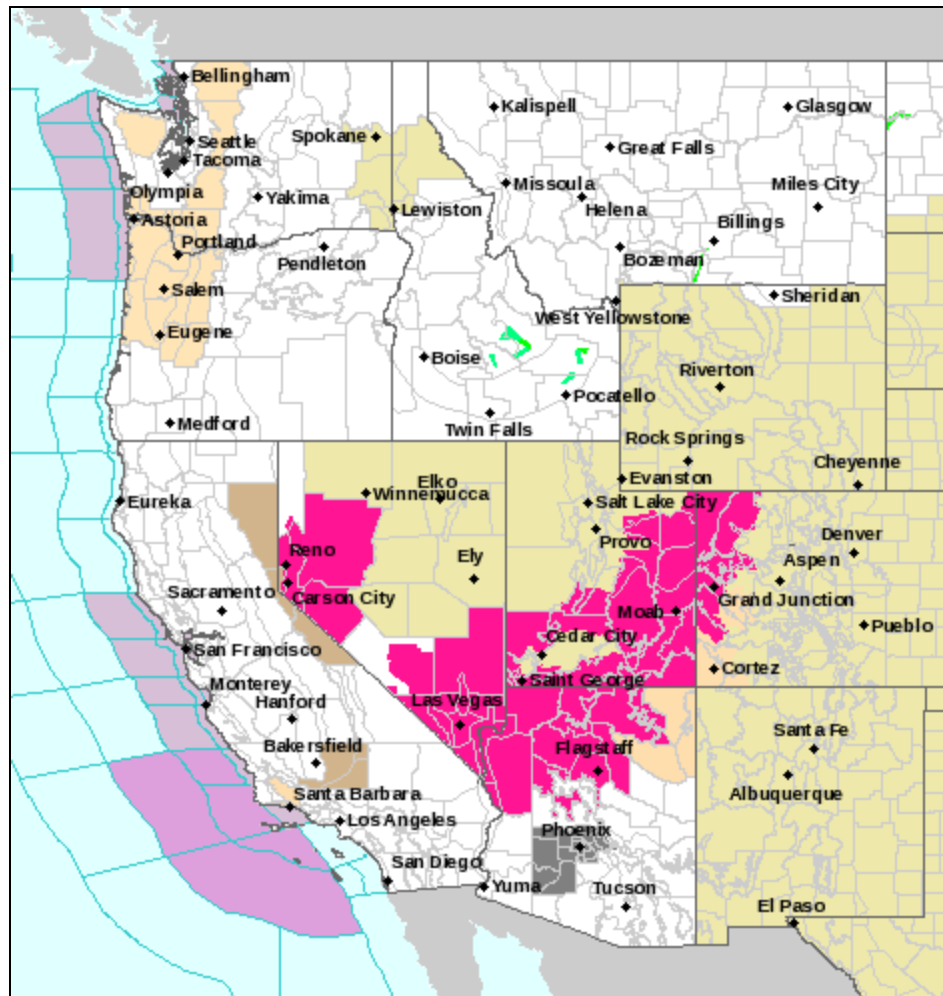 Bellingham
Kalispell
Glasgow
Seattle
Spokane
Great Falls
Tacoma
Olympia
Missoula
Miles City
Yakima
Helena
Lewiston
Astoria
Billings
Portland
Bozeman
Pendleton
Salem
Sheridan
West Yellowstone
Eugene
Boise
Riverton
Pocatello
Medford
Twin Falls
Rock Springs
Cheyenne
Elko
Evanston
Winnemucca
Eureka
Salt Lake City
Provo
Denver
Reno
Ely
Aspen
Sacramento
Carson City
Grand Junction
Moab
Pueblo
Cedar City
San Francisco
Cortez
Saint George
Monterey
Hanford
Las Vegas
Santa Fe
Bakersfield
Flagstaff
Albuquerque
Santa Barbara
Los Angeles
Phoenix
San Diego
Yuma
Tucson
El Paso